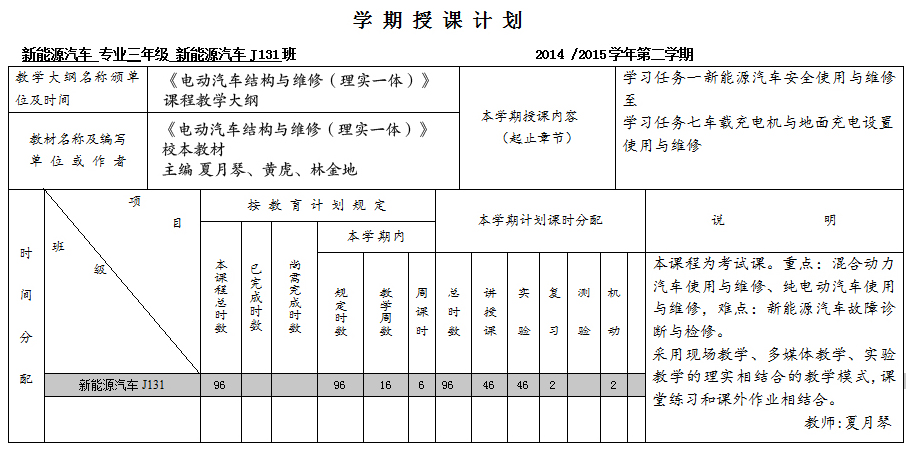 学 期 授 课 计 划
新能源汽车 专业三年级 新能源汽车 J131班 2014 /2015学年第二学期
教学大纲名称颁单
位及时间
《电动汽车结构与维修（理实一体）》
课程教学大纲
本学期授课内容
（起止章节）
学习任务一新能源汽车安全使用与维修
至
学习任务七车载充电机与地面充电设置
使用与维修
教材名称及编写
单 位 或 作 者
《电动汽车结构与维修（理实一体）》
校本教材
主编 夏月琴、黄虎、林金地
时 间 分 配
项 目
班 级
按 教 育 计 划 规 定
本学期计划课时分配
说 明
本学期内
本课程总时数
已完成时数
尚需完成时数
规定时数
教学周数
周课时
总时数
讲授课
实验
复习
测验
机动
新能源汽车 J131 96 96 16 6 96 46 46 2 2
本课程为考试课。重点：混合动力
汽车使用与维修、纯电动汽车使用
与维修，难点：新能源汽车故障诊
断与检修。
采用现场教学、多媒体教学、实验
教学的理实相结合的教学模式,课
堂练习和课外作业相结合。
教师:夏月琴